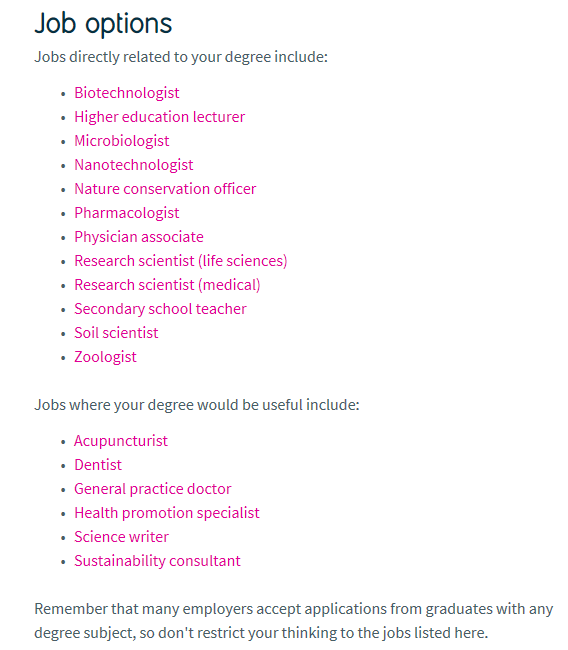 Job options
Jobs directly related to your degree include:
• Biotechnologist
• Higher education lecturer
• Microbiologist
• Nanotechnologist
• Nature conservation officer
• Pharmacologist
• Physician associate
• Research scientist (life sciences)
• Research scientist (medical)
• Secondary school teacher
• Soil scientist
• Zoologist
Jobs where your degree would be useful include:
• Acupuncturist
• Dentist
• General practice doctor
• Health promotion specialist
• Science writer
• Sustainability consultant
Remember that many employers accept applications from graduates with any
degree subject, so don't restrict your thinking to the jobs listed here.